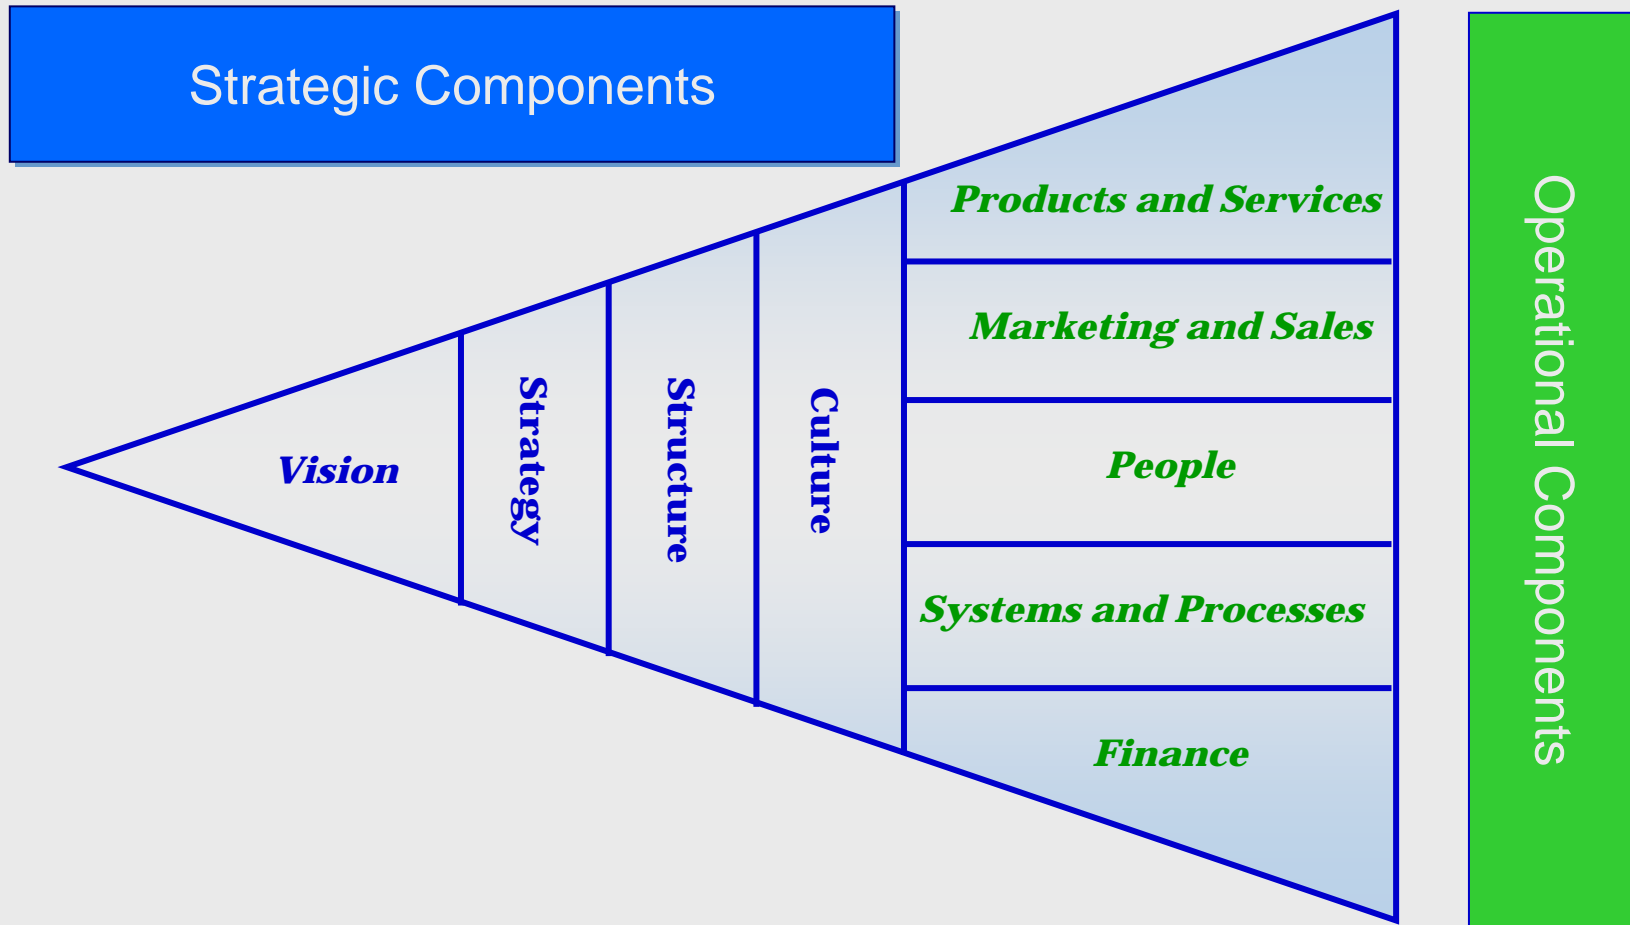 Strategic Components
Vision
Strategy
Structure
Culture
Products and Services
Marketing and Sales
People
Systems and Processes
Finance
Operational Components